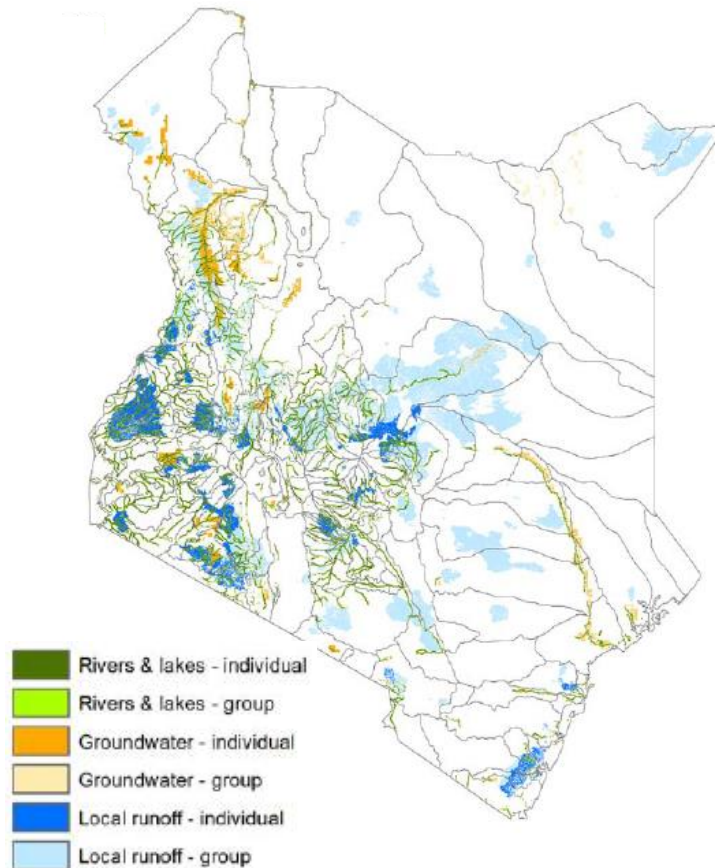 Rivers & lakes - individual
Rivers & lakes - group
Groundwater - individual
Groundwater - group
Local runoff - individual
Local runoff - group